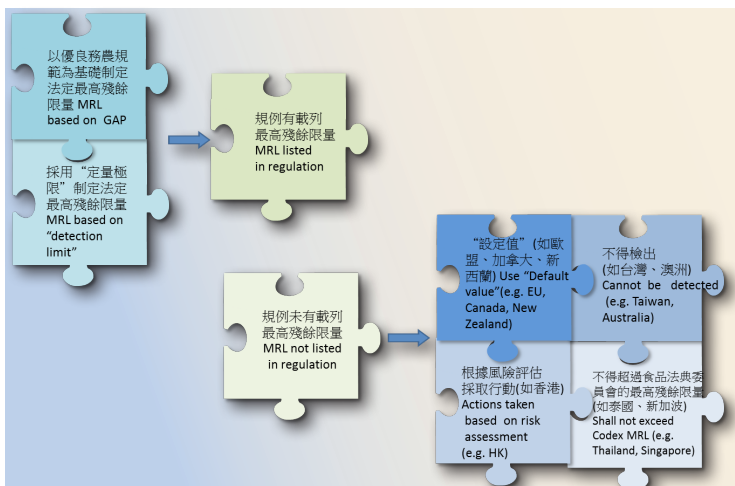 以優良務農規
範為基礎制定
法定最高殘餘
限量 MRL
based on GAP
採用“定量極
限”制定法定
最高殘餘限量
MRL based on
“detection
limit”
規例有載列
最高殘餘限量
MRL listed
in regulation
規例未有載列
最高殘餘限量
MRL not listed
in regulation
“設定值”(如歐
盟、加拿大、新
西蘭) Use “Default
value”(e.g. EU,
Canada, New
Zealand)
不得檢出
(如台灣、澳洲)
Cannot be detected
(e.g. Taiwan,
Australia)
根據風險評估
採取行動(如香港)
Actions taken
based on risk
assessment
(e.g. HK)
不得超過食品法典委
員會的最高殘餘限量
(如泰國、新加波)
Shall not exceed
Codex MRL (e.g.
Thailand, Singapore)